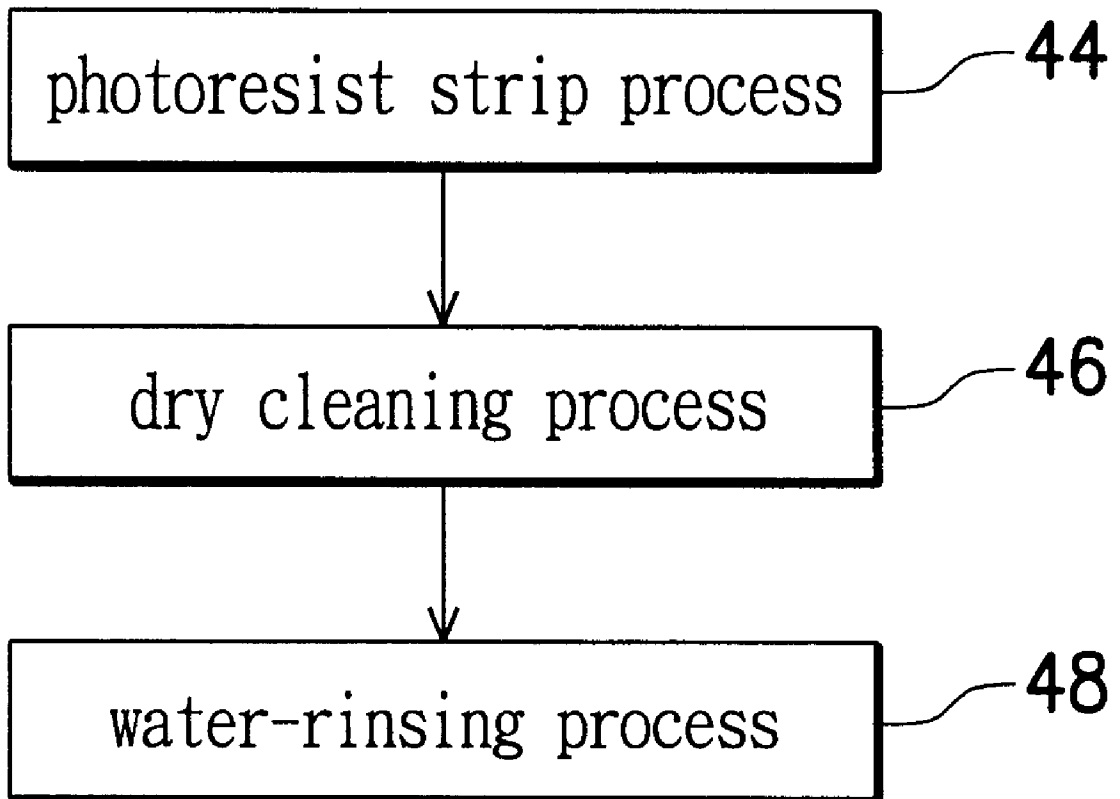 photoresist strip process 44
dry cleaning process 46
water-rinsing process 48